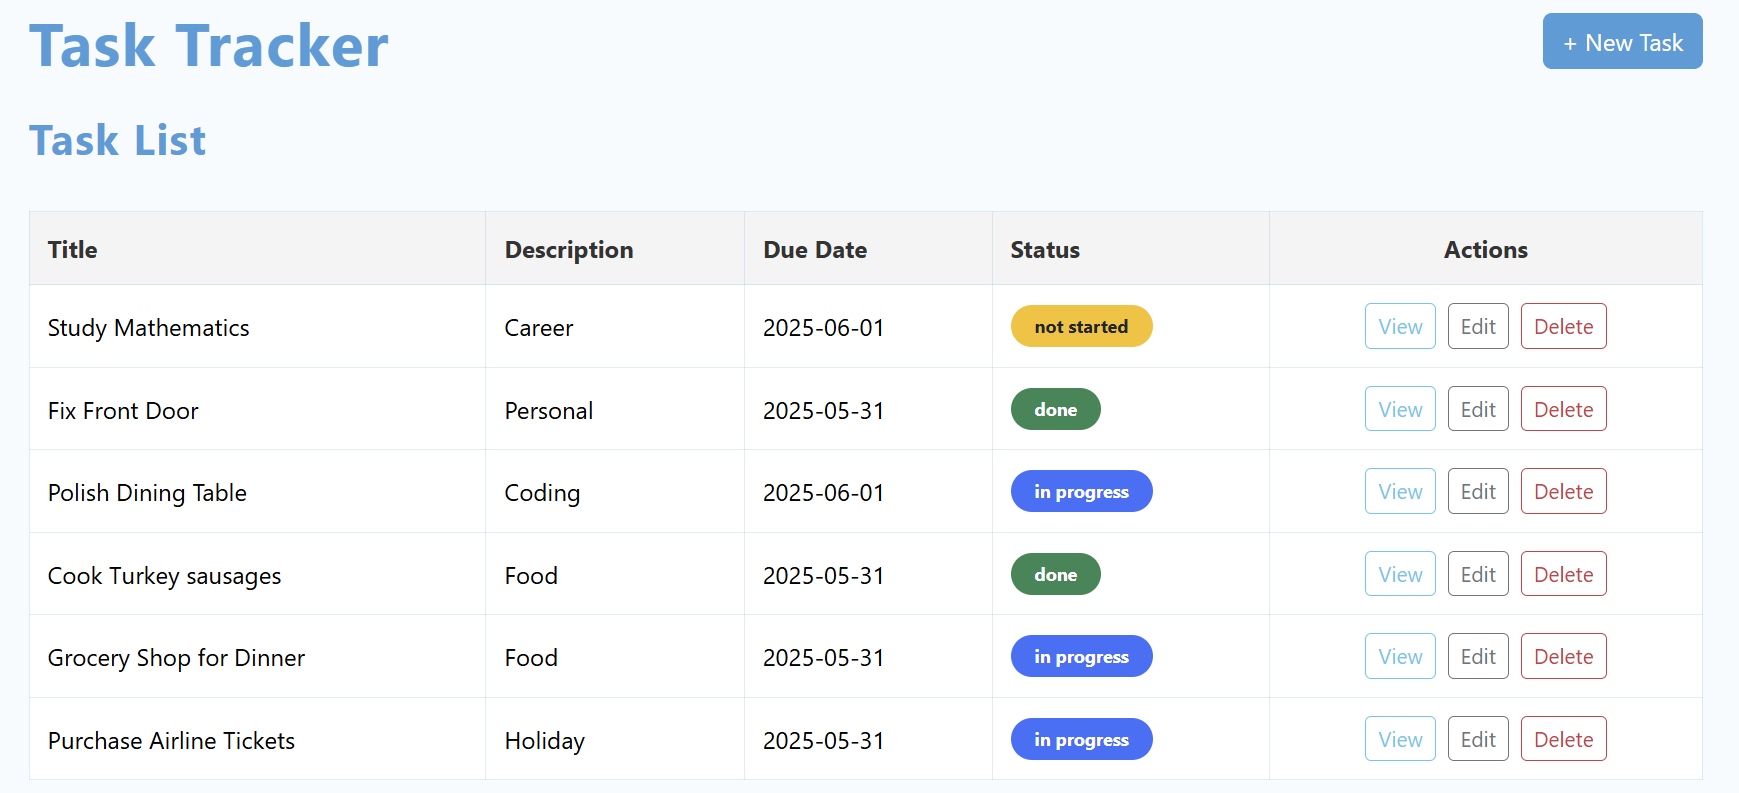 Task Tracker
+ New Task
Task List
Title Description Due Date Status Actions
Study Mathematics Career 2025-06-01 not started View Edit Delete
Fix Front Door Personal 2025-05-31 done View Edit Delete
Polish Dining Table Coding 2025-06-01 in progress View Edit Delete
Cook Turkey sausages Food 2025-05-31 done View Edit Delete
Grocery Shop for Dinner Food 2025-05-31 in progress View Edit Delete
Purchase Airline Tickets Holiday 2025-05-31 in progress View Edit Delete